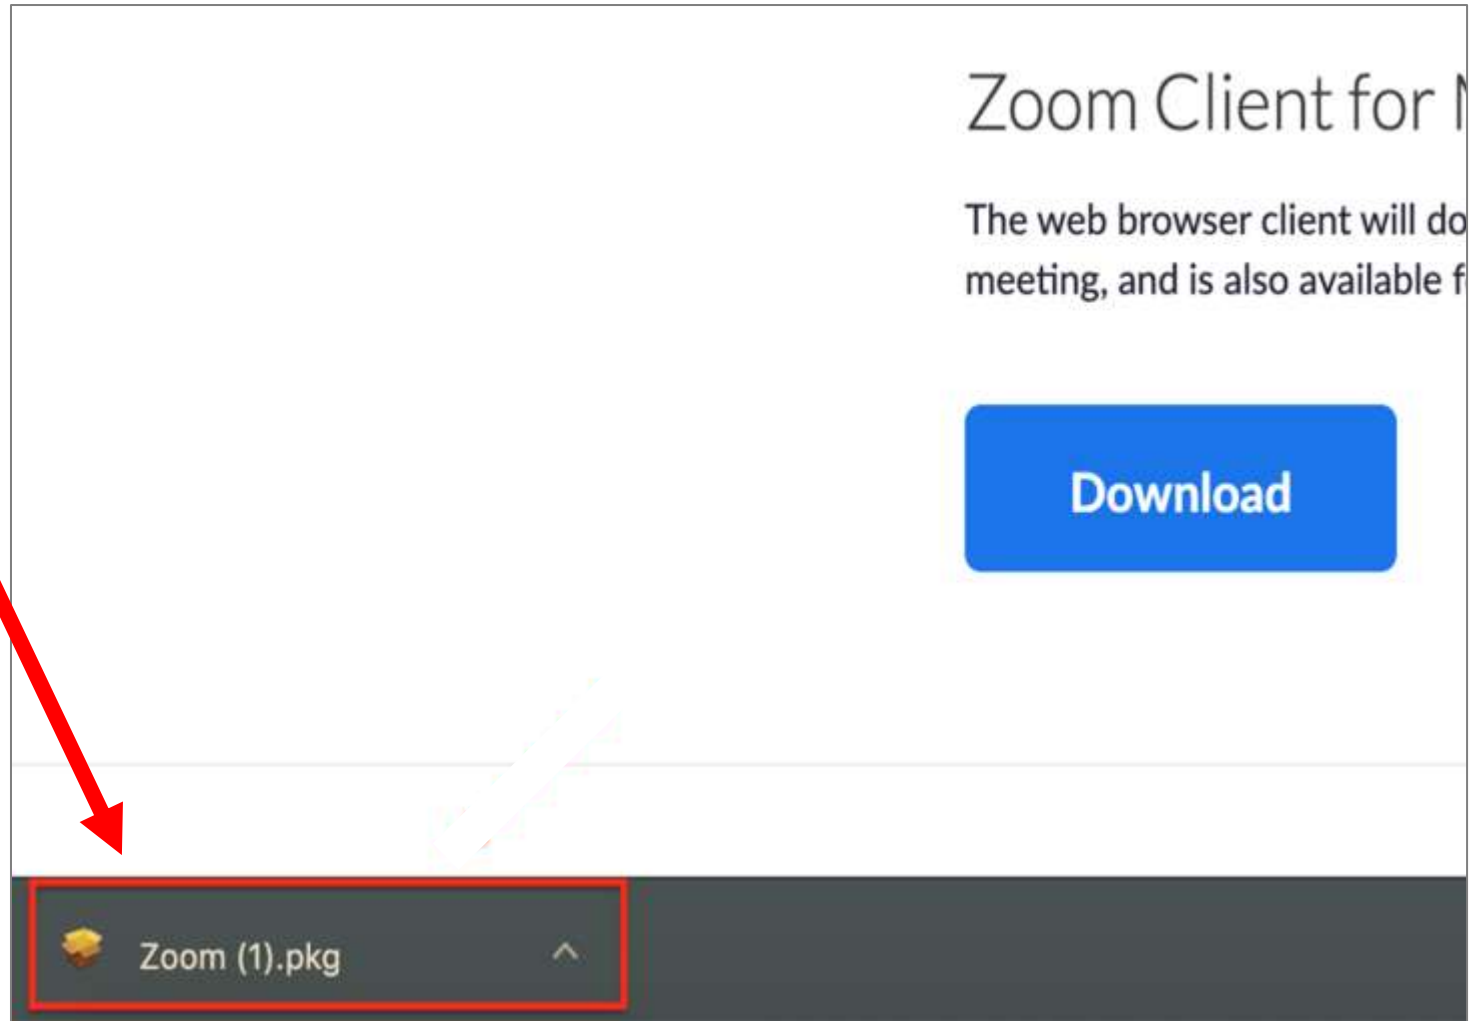 Zoom Client for
The web browser client will do
meeting, and is also available f
Download
Zoom (1).pkg